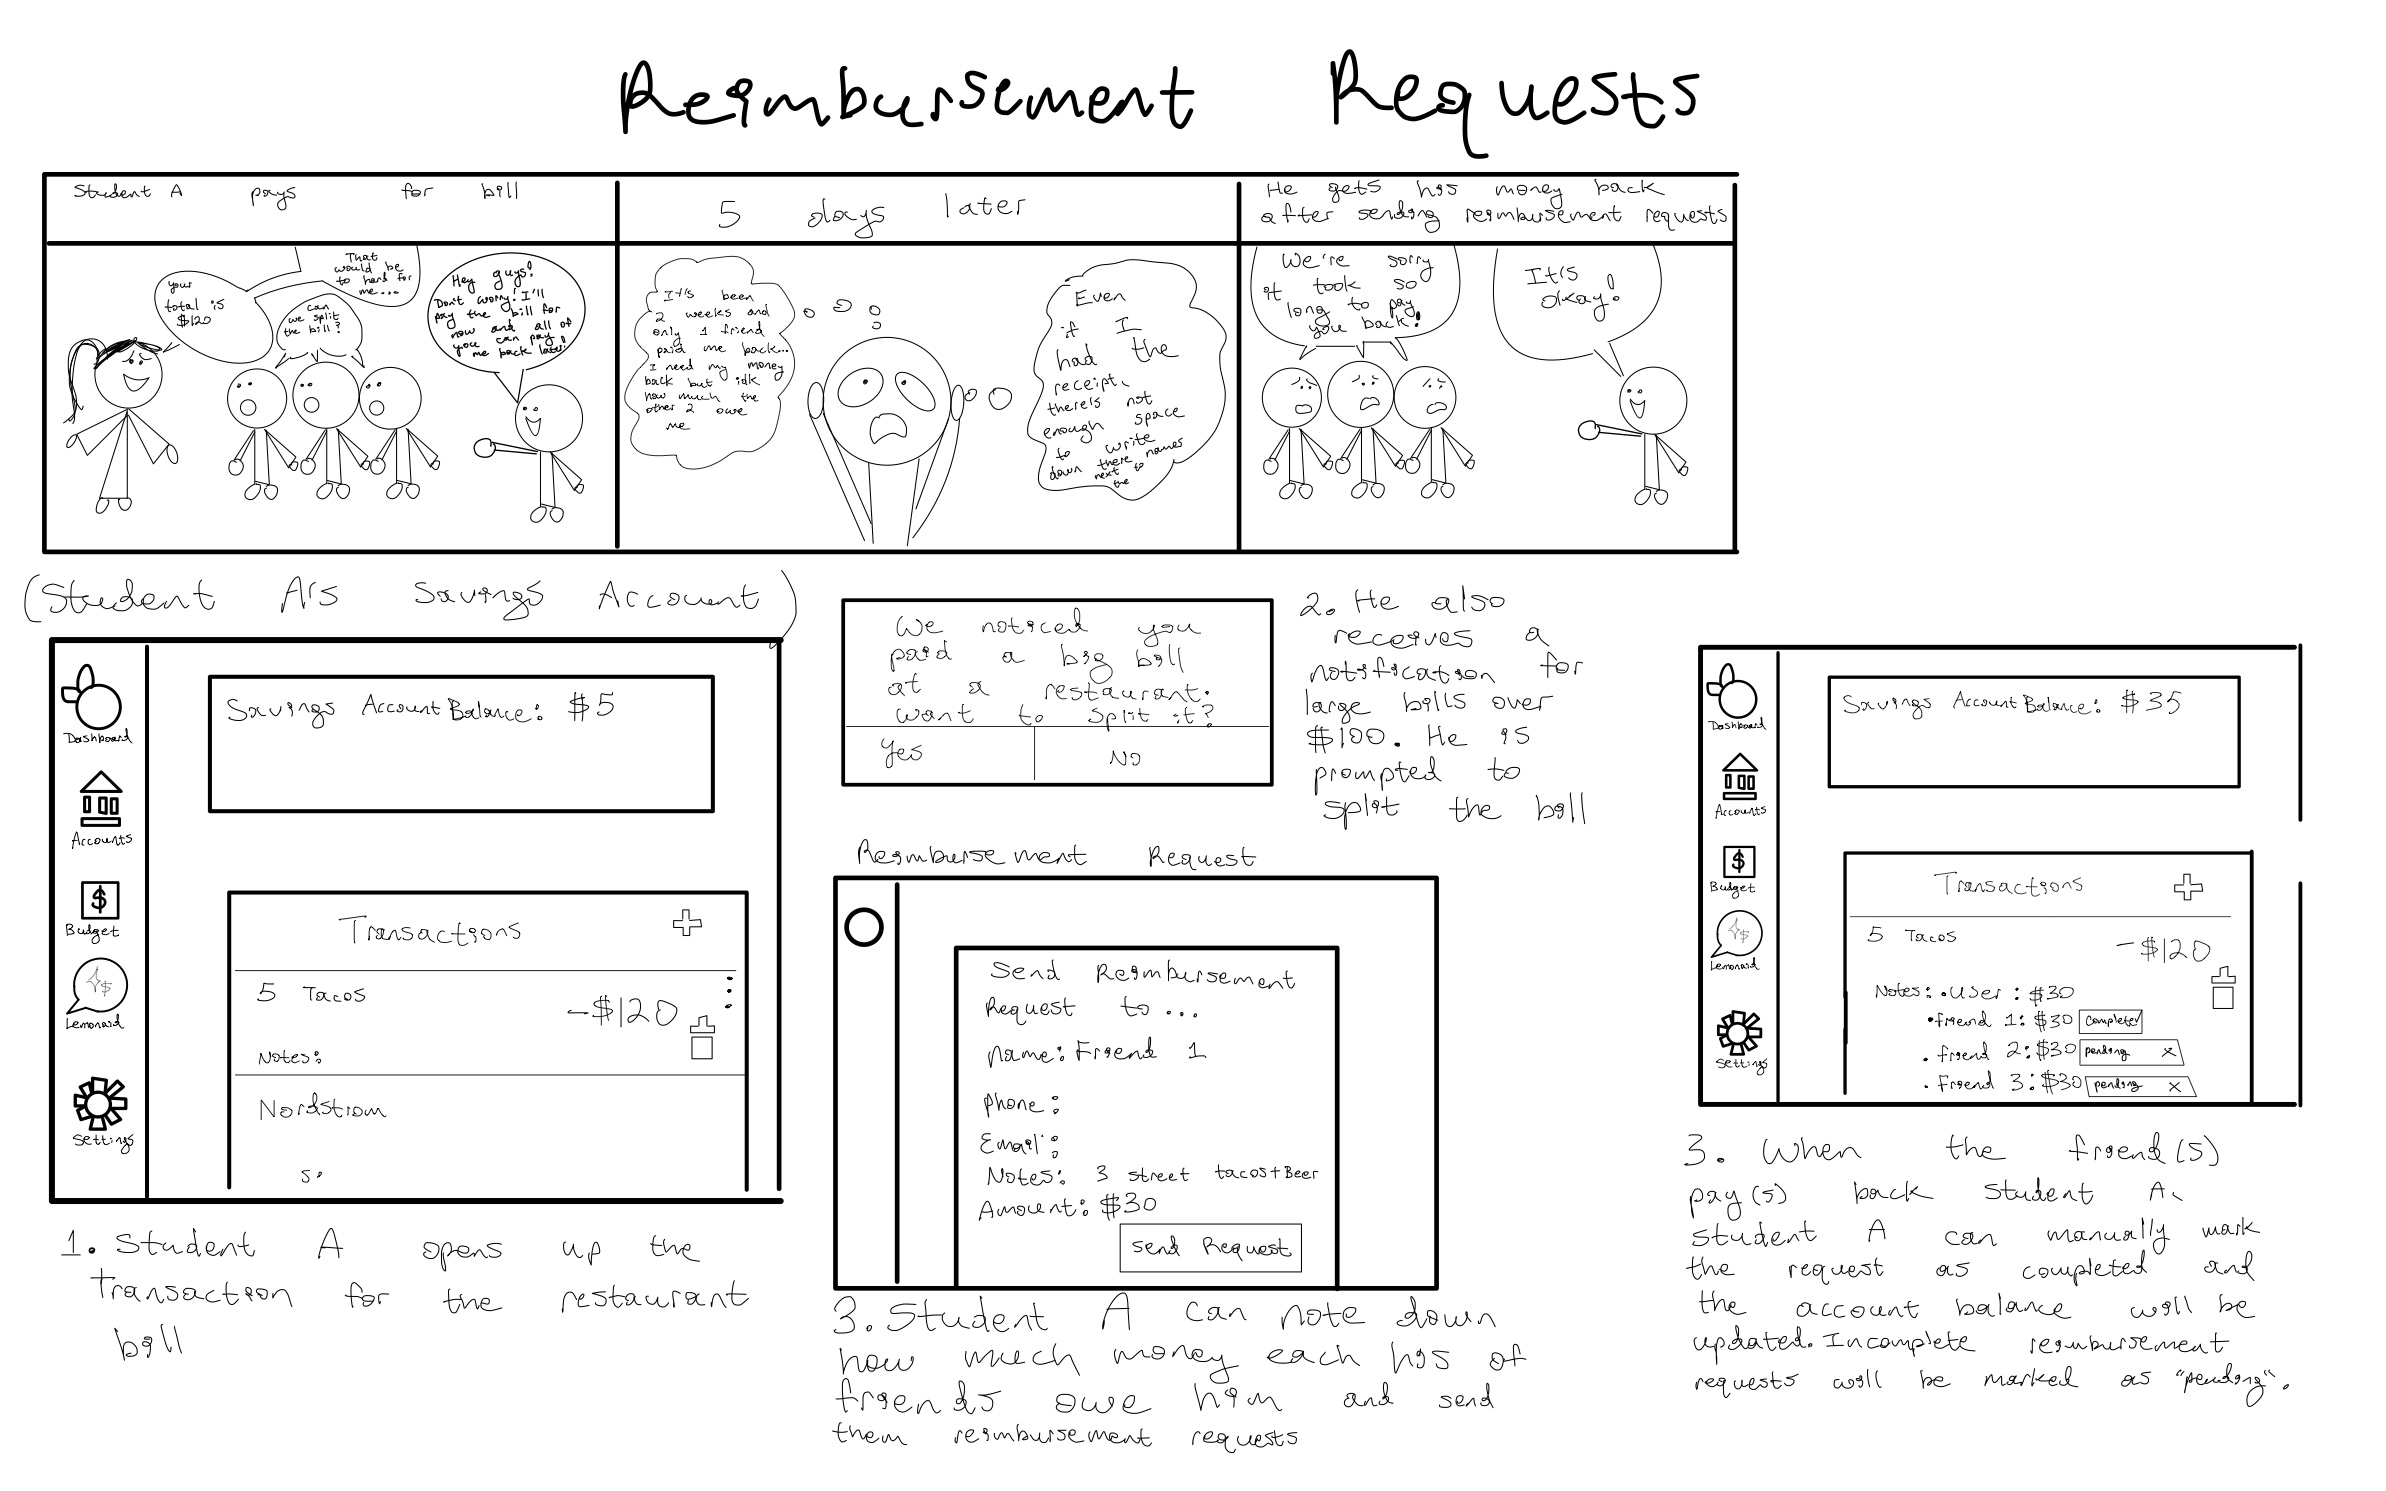 Reimbursement Requests
Student A pays for bill
your
total is
$120
That
would be
to hard for
me...
can
we split
the bill?
Hey guys!
Don't worry! I'll
pay the bill for
now and all of
you can pay
me back later!
5 days later
It's been
2 weeks and
only 1 friend
paid me back...
I need my money
back but idk
how much the
other 2 owe
me
Even
if I
had the
receipt,
there's not
enough space
to write
down there names
next to
the
He gets his money back
after sending reimbursement requests
We're sorry
it took so
long to pay
you back!
It's
okay!
(Student A's Savings Account)
Dashboard
Accounts
Budget
Lemonaid
Settings
Savings Account Balance: $5
Transactions
5 Tacos
-$120
Notes:
Nordstrom
s:
1. Student A opens up the
Transaction for the restaurant
bill
We noticed you
paid a big bill
at a restaurant.
want to split it?
Yes
No
2. He also
receives a
notification for
large bills over
$100. He is
prompted to
split the bill
Reimbursement Request
Send Reimbursement
Request to...
name: Friend 1
phone:
Email:
Notes: 3 street tacos+Beer
Amount: $30
Send Request
3. Student A can note down
how much money each his of
friends owe him and send
them reimbursement requests
Dashboard
Accounts
Budget
Lemonaid
Settings
Savings Account Balance: $35
Transactions
5 Tacos
-$120
Notes: • User: $30
• friend 1: $30 Completed
• friend 2: $30 pending x
• Friend 3: $30 pending x
3. When the friend(s)
pay(s) back student A,
student A can manually mark
the request as completed and
the account balance will be
updated. Incomplete reimbursement
requests will be marked as "pending".